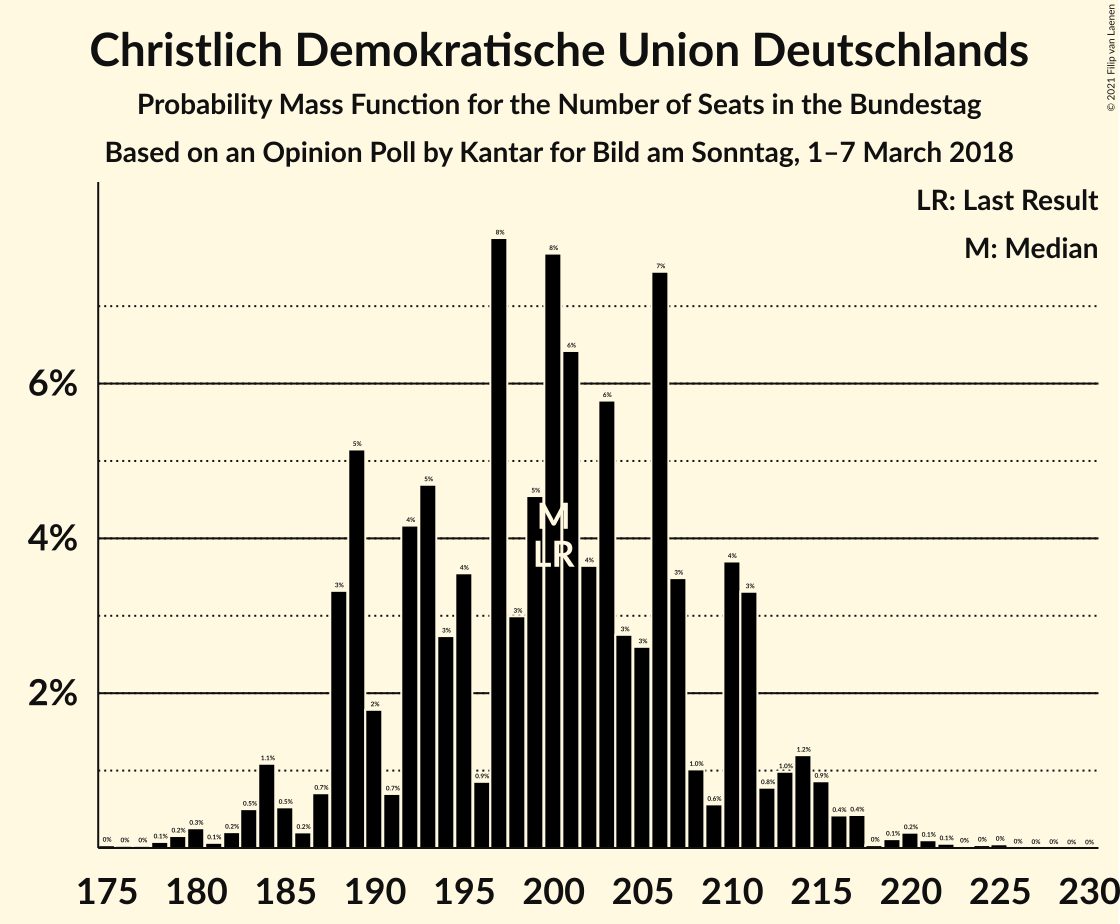 Christlich Demokratische Union Deutschlands
Probability Mass Function for the Number of Seats in the Bundestag
Based on an Opinion Poll by Kantar for Bild am Sonntag, 1–7 March 2018
© 2021 Filip van Laenen
LR: Last Result
M: Median
6%
4%
2%
0% 0% 0% 0.1% 0.2% 0.3% 0.1% 0.2% 0.5% 1.1% 0.5% 0.2% 0.7% 3% 5% 2% 0.7% 4% 5% 3% 4% 0.9% 8% 3% 5% 8% 6% 4% 6% 3% 3% 7% 3% 1.0% 0.6% 4% 3% 0.8% 1.0% 1.2% 0.9% 0.4% 0.4% 0% 0.1% 0.2% 0.1% 0.1% 0% 0% 0% 0% 0% 0% 0% 0%
M
LR
175 180 185 190 195 200 205 210 215 220 225 230